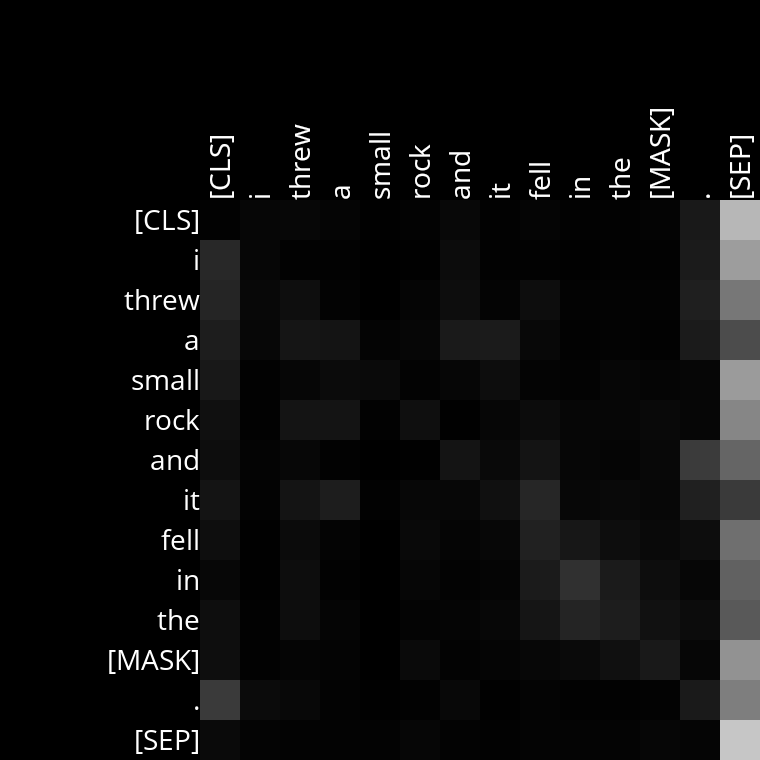 [CLS] i threw a small rock and it fell in the [MASK] . [SEP]
[CLS]
i
threw
a
small
rock
and
it
fell
in
the
[MASK]
.
[SEP]